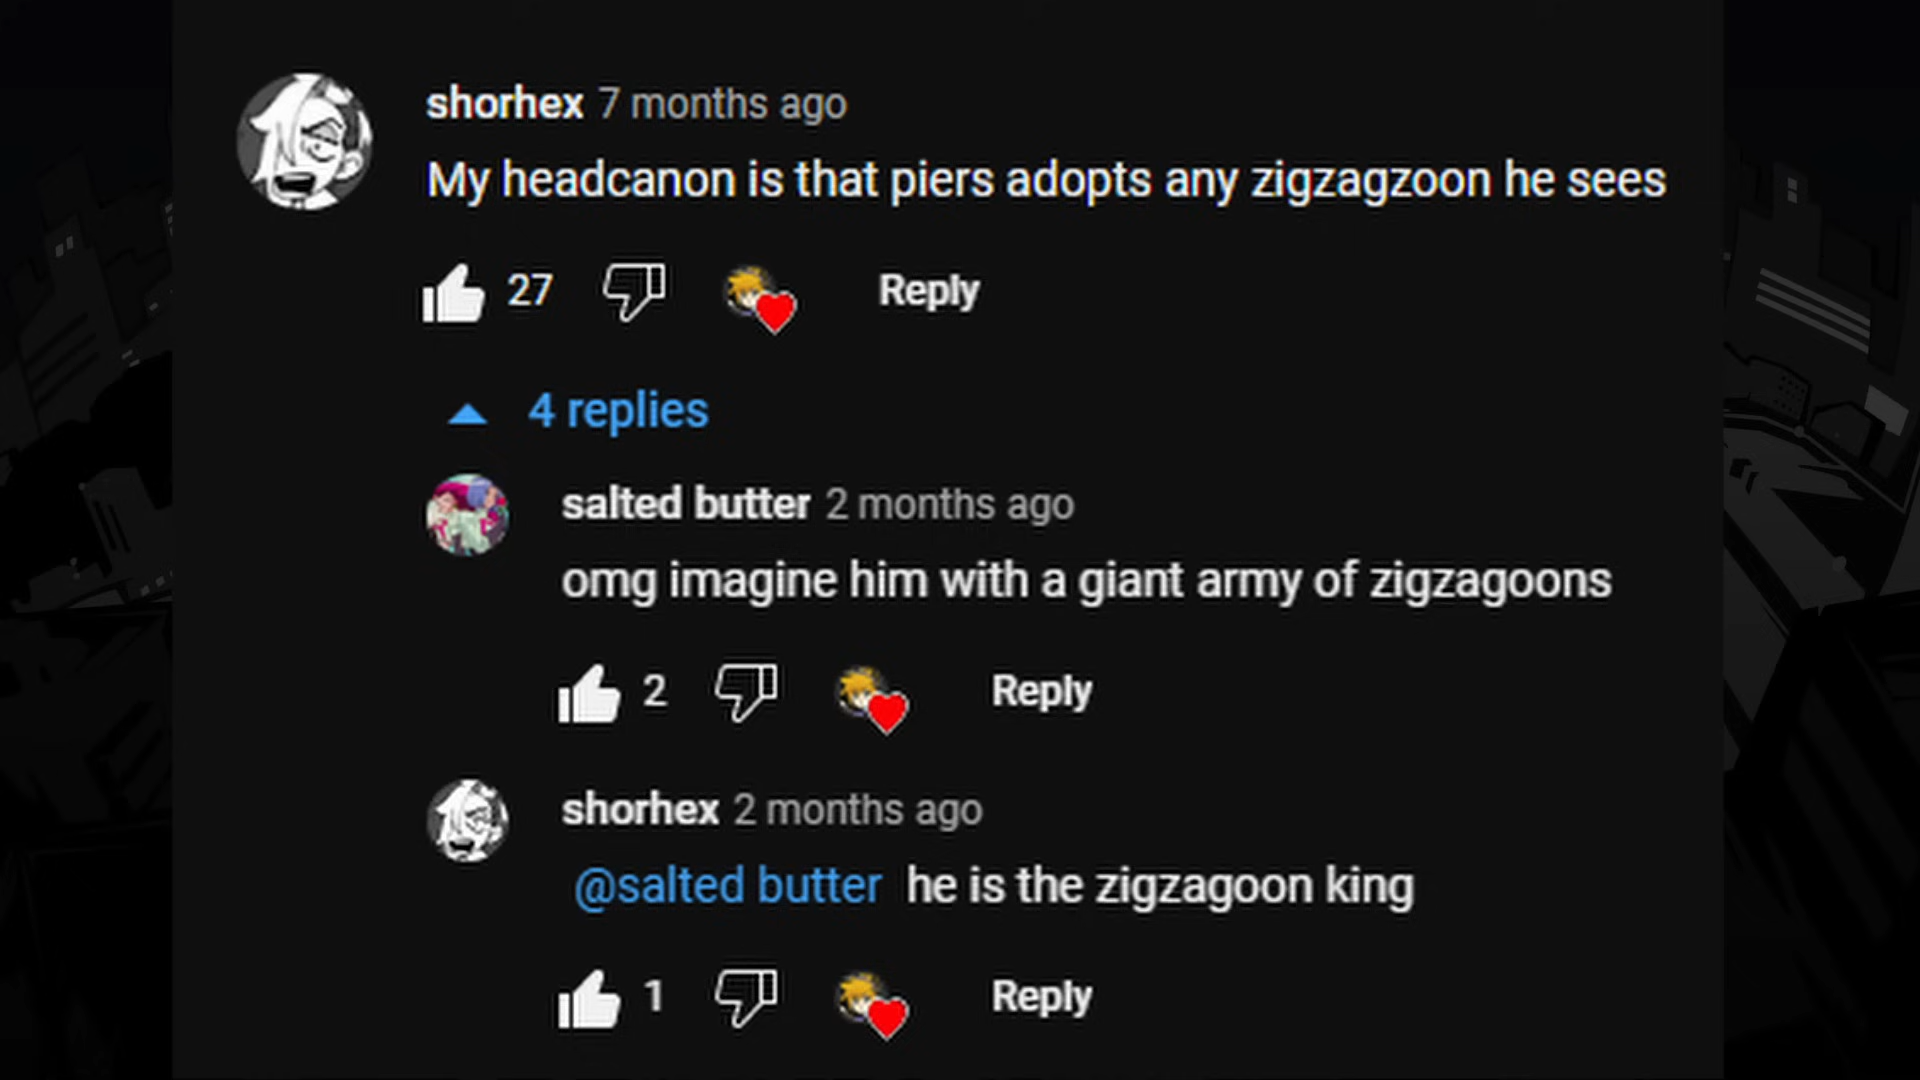 shorhex 7 months ago
My headcanon is that piers adopts any zigzagzoon he sees
27 Reply
4 replies
salted butter 2 months ago
omg imagine him with a giant army of zigzagoons
2 Reply
shorhex 2 months ago
@salted butter he is the zigzagoon king
1 Reply